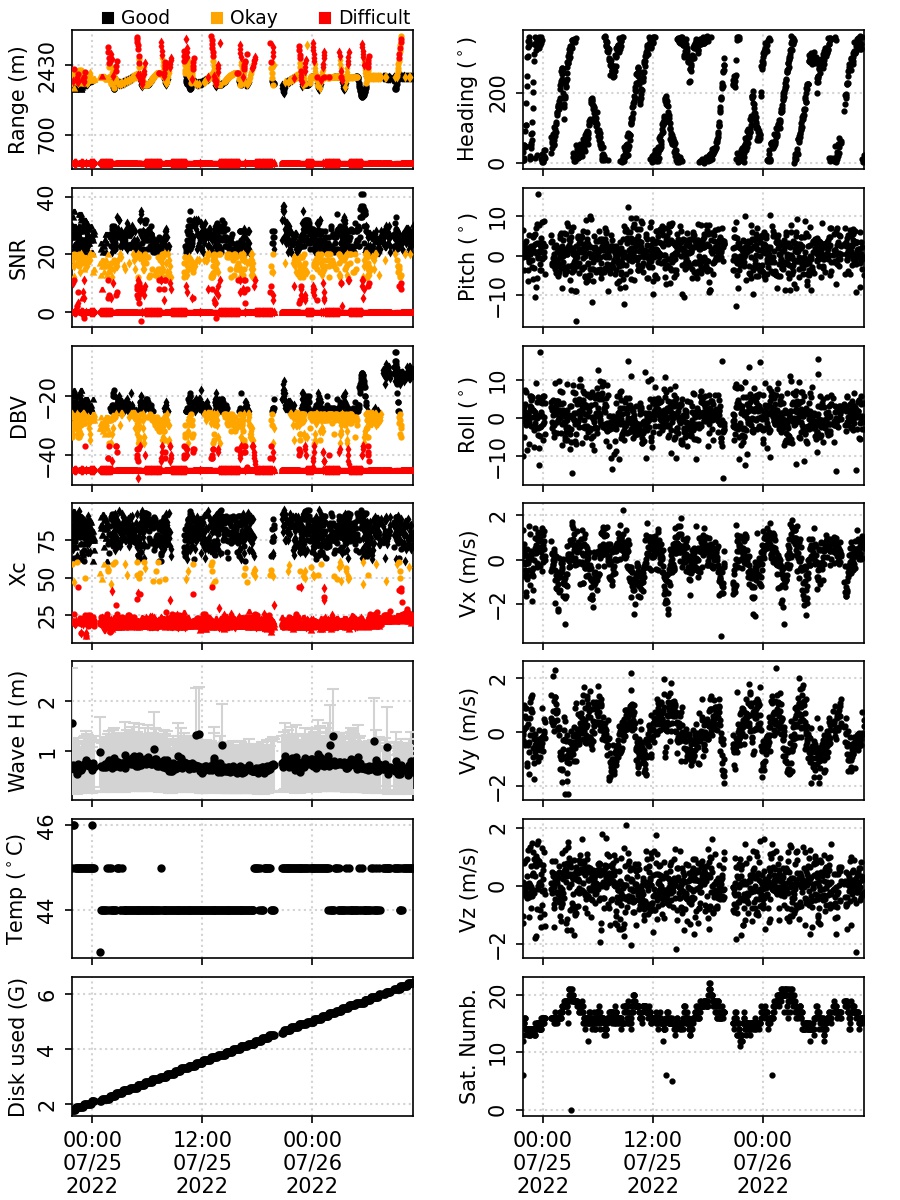 Good Okay Difficult
Range (m)
2430
700
Heading (°)
200
0
SNR
40
20
0
Pitch (°)
10
0
−10
DBV
−20
−40
Roll (°)
10
0
−10
Xc
75
50
25
Vx (m/s)
2
0
−2
Wave H (m)
2
1
Vy (m/s)
2
0
−2
Temp (°C)
46
44
Vz (m/s)
2
0
−2
Disk used (G)
6
4
2
Sat. Numb.
20
10
0
00:00 12:00 00:00
07/25 07/25 07/26
2022 2022 2022
00:00 12:00 00:00
07/25 07/25 07/26
2022 2022 2022